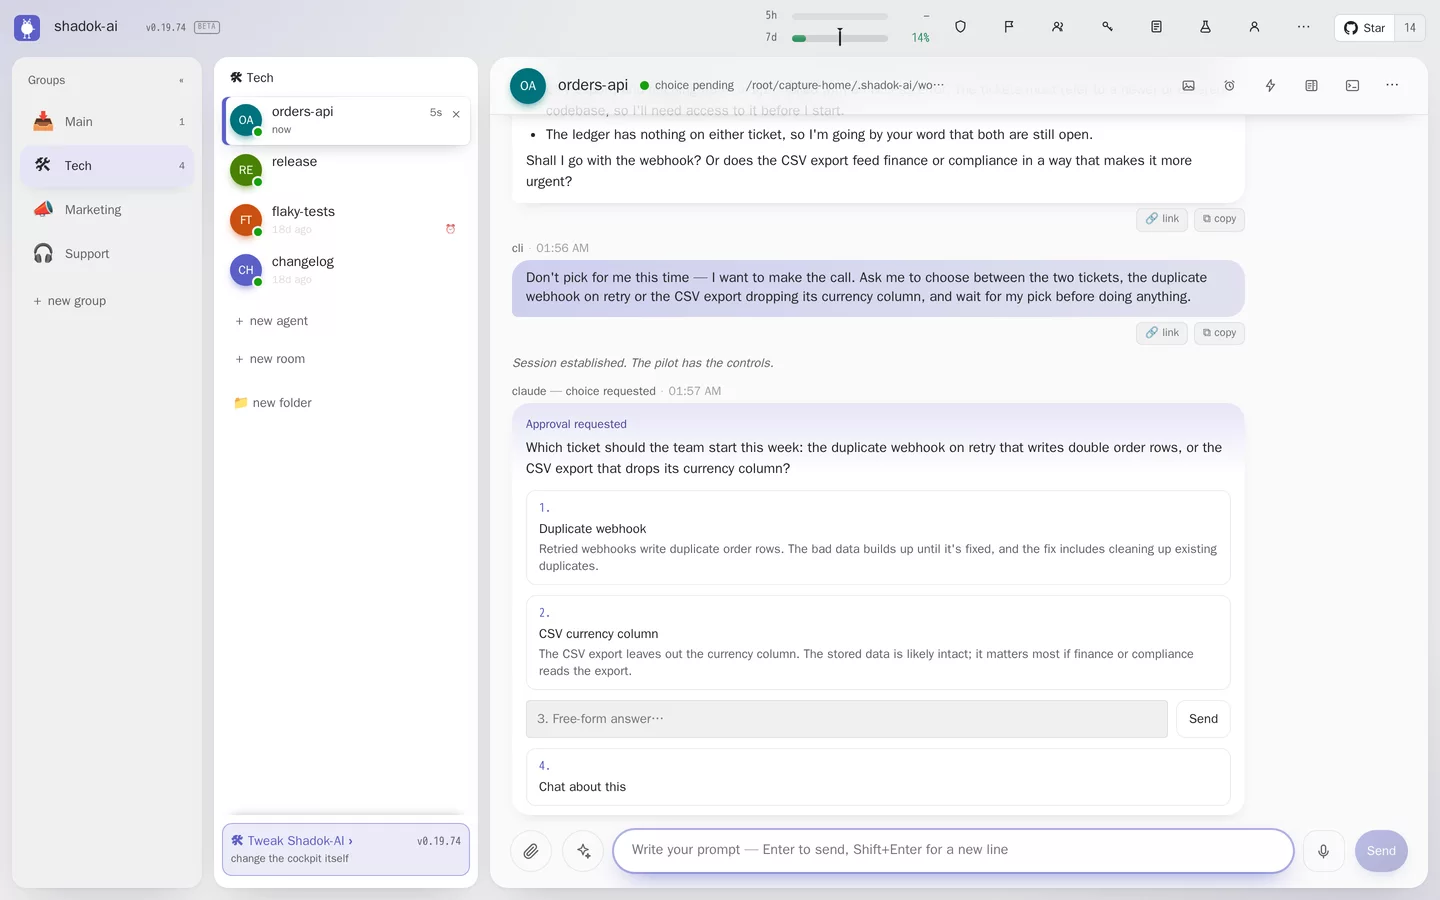 shadok-ai
v0.19.74
BETA
5h
–
7d
14%
Star
14
Groups
«
Main
1
Tech
4
Marketing
Support
+ new group
Tech
OA
orders-api
5s
×
now
RE
release
FT
flaky-tests
18d ago
CH
changelog
18d ago
+ new agent
+ new room
new folder
Tweak Shadok-AI ›
v0.19.74
change the cockpit itself
OA
orders-api
choice pending
/root/capture-home/.shadok-ai/wo···
codebase, so I'll need access to it before I start.
• The ledger has nothing on either ticket, so I'm going by your word that both are still open.
Shall I go with the webhook? Or does the CSV export feed finance or compliance in a way that makes it more
urgent?
link
copy
cli · 01:56 AM
Don't pick for me this time — I want to make the call. Ask me to choose between the two tickets, the duplicate
webhook on retry or the CSV export dropping its currency column, and wait for my pick before doing anything.
link
copy
Session established. The pilot has the controls.
claude — choice requested · 01:57 AM
Approval requested
Which ticket should the team start this week: the duplicate webhook on retry that writes double order rows, or the
CSV export that drops its currency column?
1.
Duplicate webhook
Retried webhooks write duplicate order rows. The bad data builds up until it's fixed, and the fix includes cleaning up existing
duplicates.
2.
CSV currency column
The CSV export leaves out the currency column. The stored data is likely intact; it matters most if finance or compliance
reads the export.
3. Free-form answer···
Send
4.
Chat about this
Write your prompt — Enter to send, Shift+Enter for a new line
Send